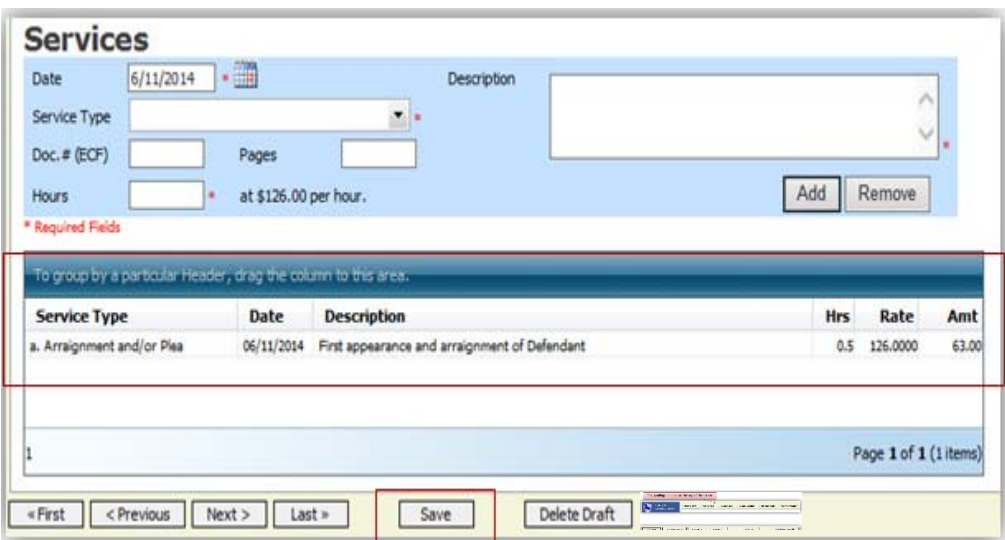 Services
Date 6/11/2014 * Description
Service Type *
Doc. # (ECF) Pages *
Hours * at $126.00 per hour. Add Remove
* Required Fields
To group by a particular Header, drag the column to this area.
Service Type Date Description Hrs Rate Amt
a. Arraignment and/or Plea 06/11/2014 First appearance and arraignment of Defendant 0.5 126.0000 63.00
1 Page 1 of 1 (1 items)
« First < Previous Next > Last » Save Delete Draft